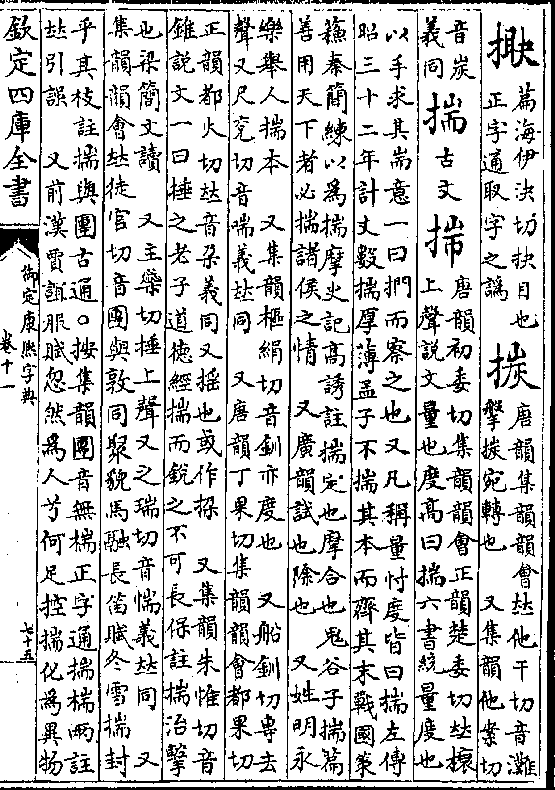 揤篇海伊決切抉目也正字通取字之譌 揓唐韻集韻韻會𠀤他干切音灘擊揓宛轉也 又集韻他案切
音炭義同 揣古文 㨃唐韻初委切集韻韻會正韻楚委切𠀤穰上聲說文量也度高曰揣六書統量度也
以手求其耑意一曰捫而察之也又凡稱量忖度皆曰揣左傳
昭三十二年計丈數揣厚薄孟子不揣其本而齊其末戰國策
蘇秦簡練以爲揣摩史記高誘註揣定也摩合也鬼谷子揣篇
善用天下者必揣諸侯之情 又廣韻試也除也 又姓明永
樂舉人揣本 又集韻樞絹切音釧亦度也 又船釧切專去
聲又尺兗切音喘義𠀤同 又唐韻丁果切集韻韻會都果切
正韻都火切𠀤音朶義同又搖也或作挅 又集韻朱惟切音
錐說文一曰捶之老子道德經揣而銳之不可長保註揣治擊
也梁簡文讀 又主橤切捶上聲又之瑞切音惴義𠀤同 又
集韻韻會𠀤徒官切音團與敦同聚貌馬融長笛賦冬雪揣封
乎其枝註揣與團古通○按集韻團音無椯正字通揣椯兩註
𠀤引誤 又前漢賈誼服賦忽然爲人兮何足控揣化爲異物
欽定四庫全書
御定康熙字典
卷十一
七十五